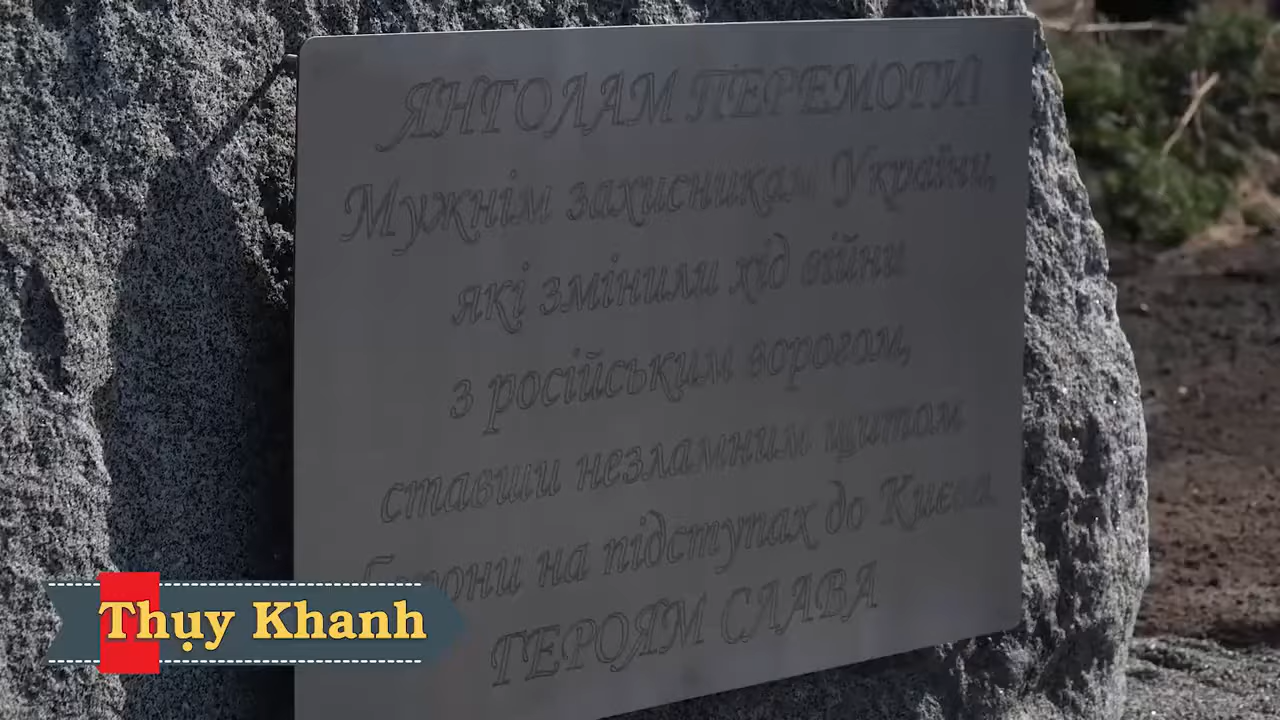 ЯНГОЛАМ ПЕРЕМОГИ!
Мужнім захисникам України,
які змінили хід війни
з російським ворогом,
ставши незламним щитом
на підступах до Києва.
ГЕРОЯМ СЛАВА
Thụy Khanh